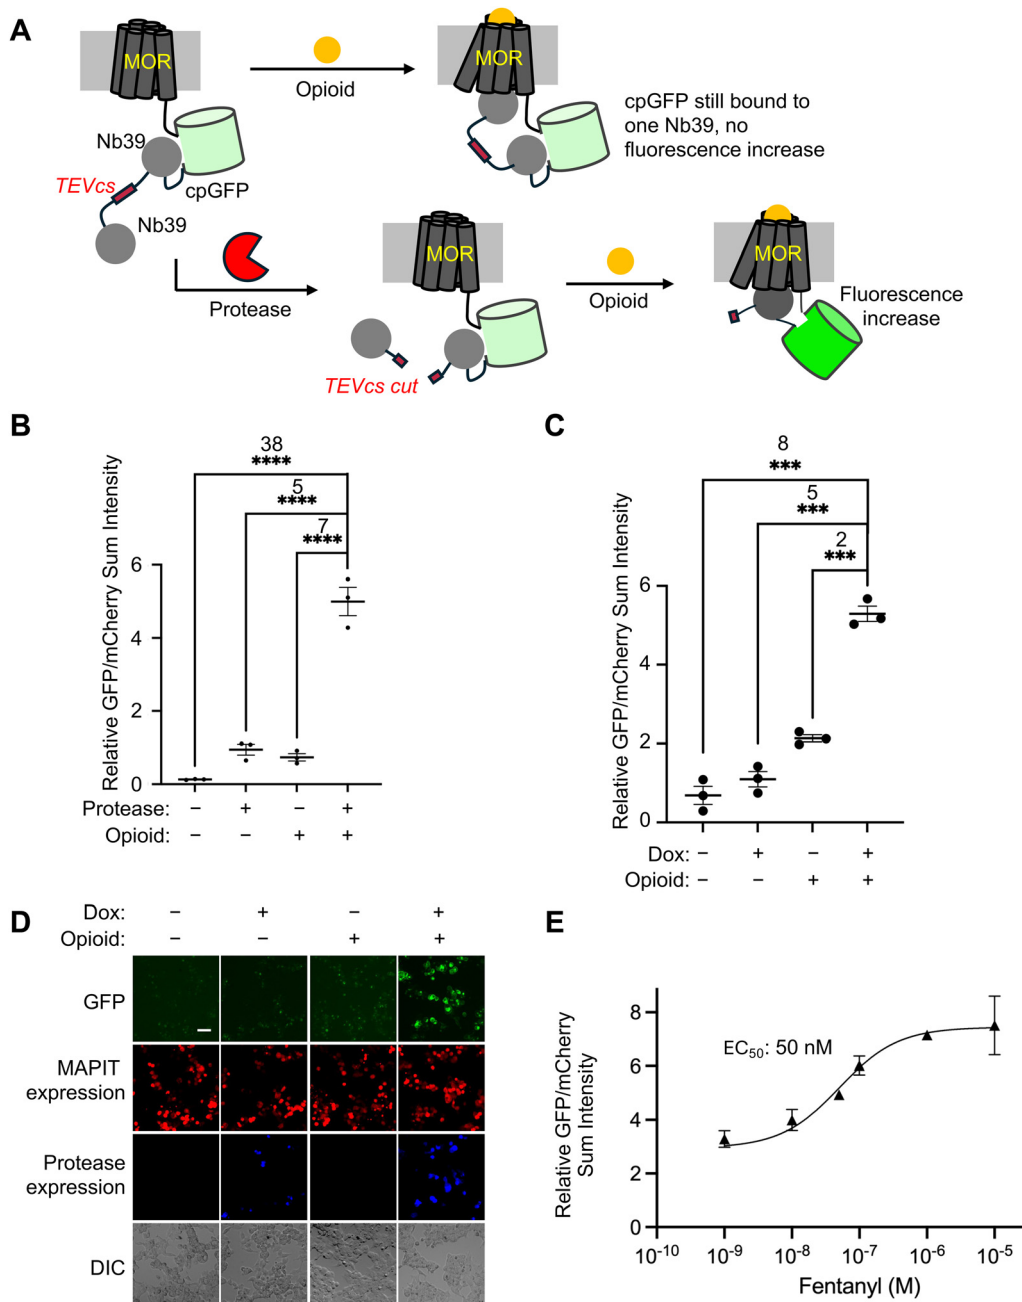 A
MOR
Opioid
MOR
cpGFP still bound to
one Nb39, no
fluorescence increase
Nb39
TEVcs
cpGFP
Nb39
Protease
MOR
TEVcs cut
Opioid
MOR
Fluorescence
increase
B
Relative GFP/mCherry Sum Intensity
38
****
5
****
7
****
6
4
2
0
Protease: – + – +
Opioid: – – + +
C
Relative GFP/mCherry Sum Intensity
8
***
5
***
2
***
6
4
2
0
Dox: – + – +
Opioid: – – + +
D
Dox: – + – +
Opioid: – – + +
GFP
MAPIT
expression
Protease
expression
DIC
E
Relative GFP/mCherry
Sum Intensity
8
6
4
2
0
EC50: 50 nM
10-10 10-9 10-8 10-7 10-6 10-5
Fentanyl (M)